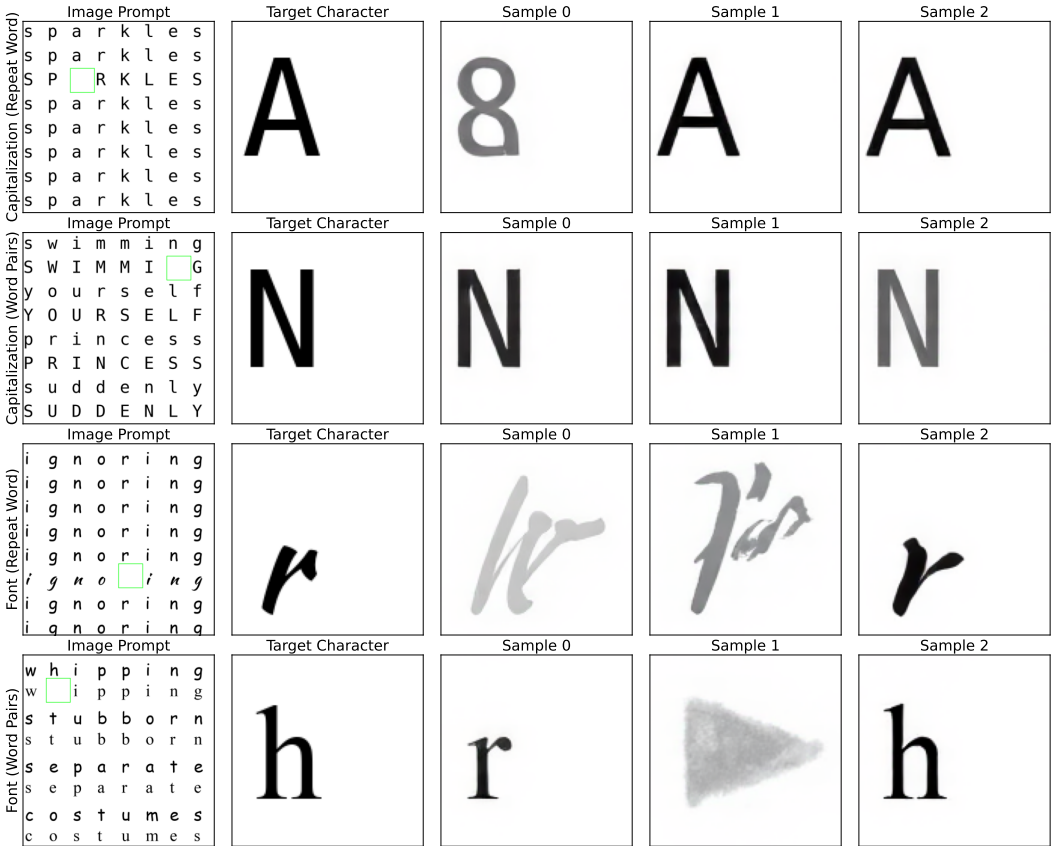 Image Prompt Target Character Sample 0 Sample 1 Sample 2
Capitalization (Repeat Word)
s p a r k l e s
s p a r k l e s
S P R K L E S
s p a r k l e s
s p a r k l e s
s p a r k l e s
s p a r k l e s
s p a r k l e s
A 8 A A
Image Prompt Target Character Sample 0 Sample 1 Sample 2
Capitalization (Word Pairs)
s w i m m i n g
S W I M M I G
y o u r s e l f
Y O U R S E L F
p r i n c e s s
P R I N C E S S
s u d d e n l y
S U D D E N L Y
N N N N
Image Prompt Target Character Sample 0 Sample 1 Sample 2
Font (Repeat Word)
i g n o r i n g
i g n o r i n g
i g n o r i n g
i g n o r i n g
i g n o r i n g
i g n o i n g
i g n o r i n g
i g n o r i n g
r r
Image Prompt Target Character Sample 0 Sample 1 Sample 2
Font (Word Pairs)
w h i p p i n g
w i p p i n g
s t u b b o r n
s t u b b o r n
s e p a r a t e
s e p a r a t e
c o s t u m e s
c o s t u m e s
h r h